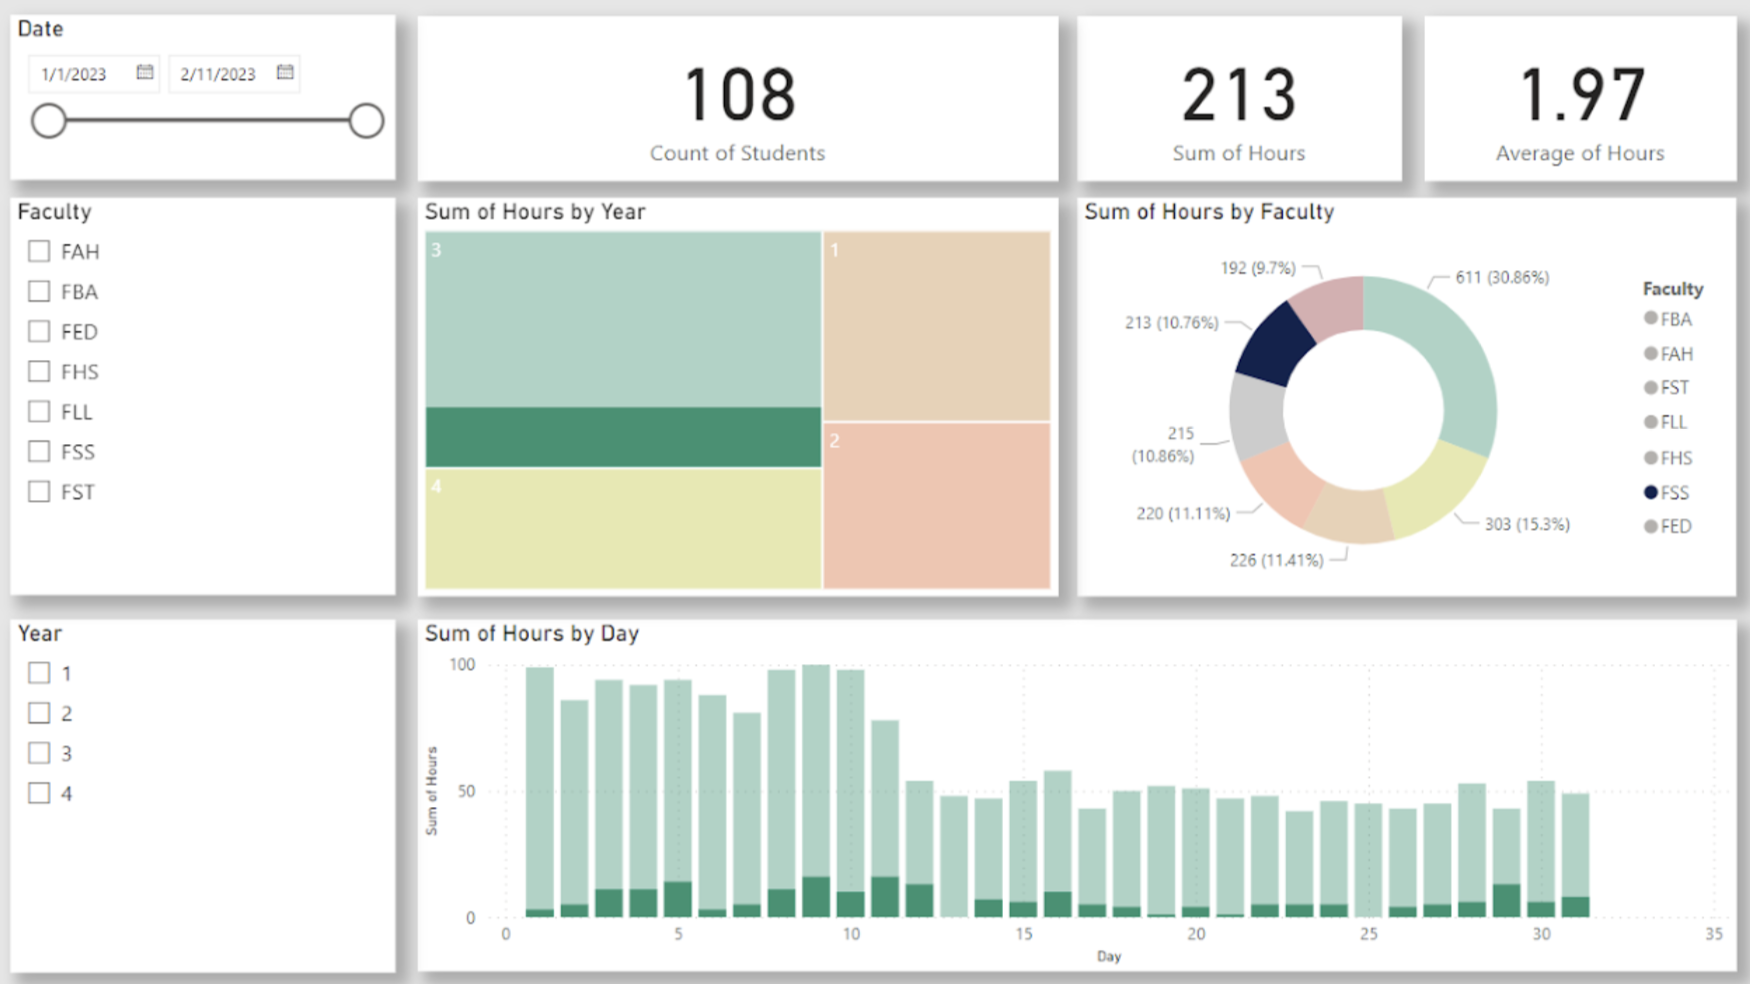 Date
1/1/2023
2/11/2023
108
Count of Students
213
Sum of Hours
1.97
Average of Hours
Faculty
FAH
FBA
FED
FHS
FLL
FSS
FST
Sum of Hours by Year
3
1
2
4
Sum of Hours by Faculty
192 (9.7%)
611 (30.86%)
213 (10.76%)
215
(10.86%)
220 (11.11%)
226 (11.41%)
303 (15.3%)
Faculty
FBA
FAH
FST
FLL
FHS
FSS
FED
Year
1
2
3
4
Sum of Hours by Day
Sum of Hours
100
50
0
0 5 10 15 20 25 30 35
Day